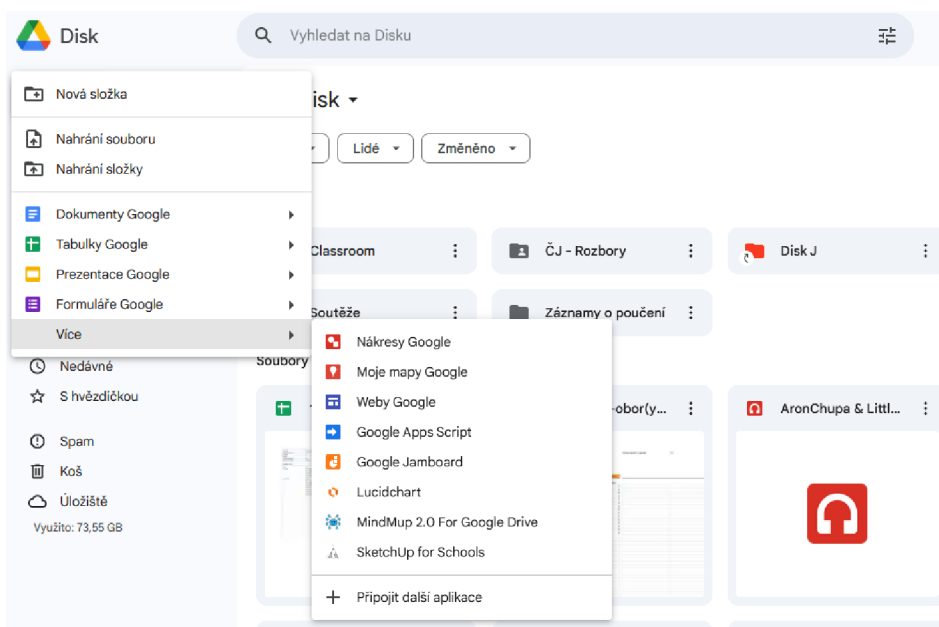 Disk
Vyhledat na Disku
Nová složka
Nahrání souboru
Nahrání složky
Dokumenty Google
Tabulky Google
Prezentace Google
Formuláře Google
Více
Nedávné
S hvězdičkou
Spam
Koš
Úložiště
Využito: 73,55 GB
isk
Lidé
Změněno
Classroom
ČJ - Rozbory
Disk J
Soutěže
Záznamy o poučení
Soubory
-obor(y...
AronChupa & Littl...
Nákresy Google
Moje mapy Google
Weby Google
Google Apps Script
Google Jamboard
Lucidchart
MindMup 2.0 For Google Drive
SketchUp for Schools
Připojit další aplikace